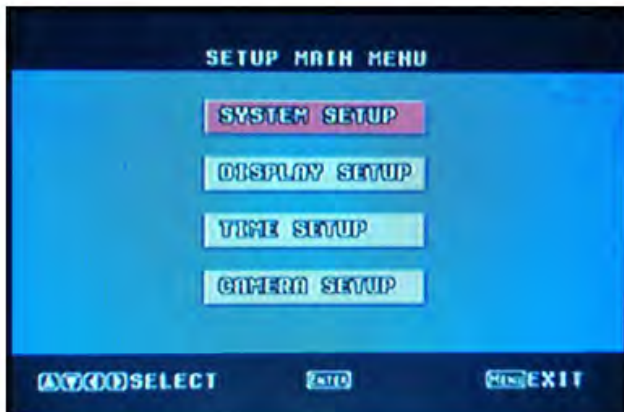 SETUP MAIN MENU
SYSTEM SETUP
DISPLAY SETUP
TIME SETUP
CAMERA SETUP
SELECT ENTER MENU EXIT